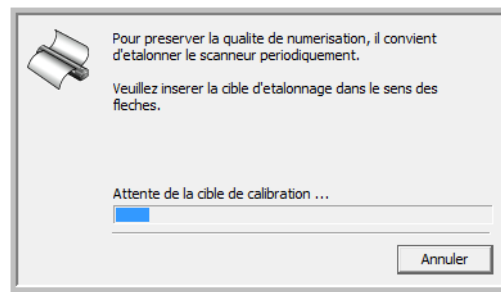 Pour preserver la qualite de numerisation, il convient
d'etalonner le scanneur periodiquement.
Veuillez inserer la cible d'etalonnage dans le sens des
fleches.
Attente de la cible de calibration ...
Annuler